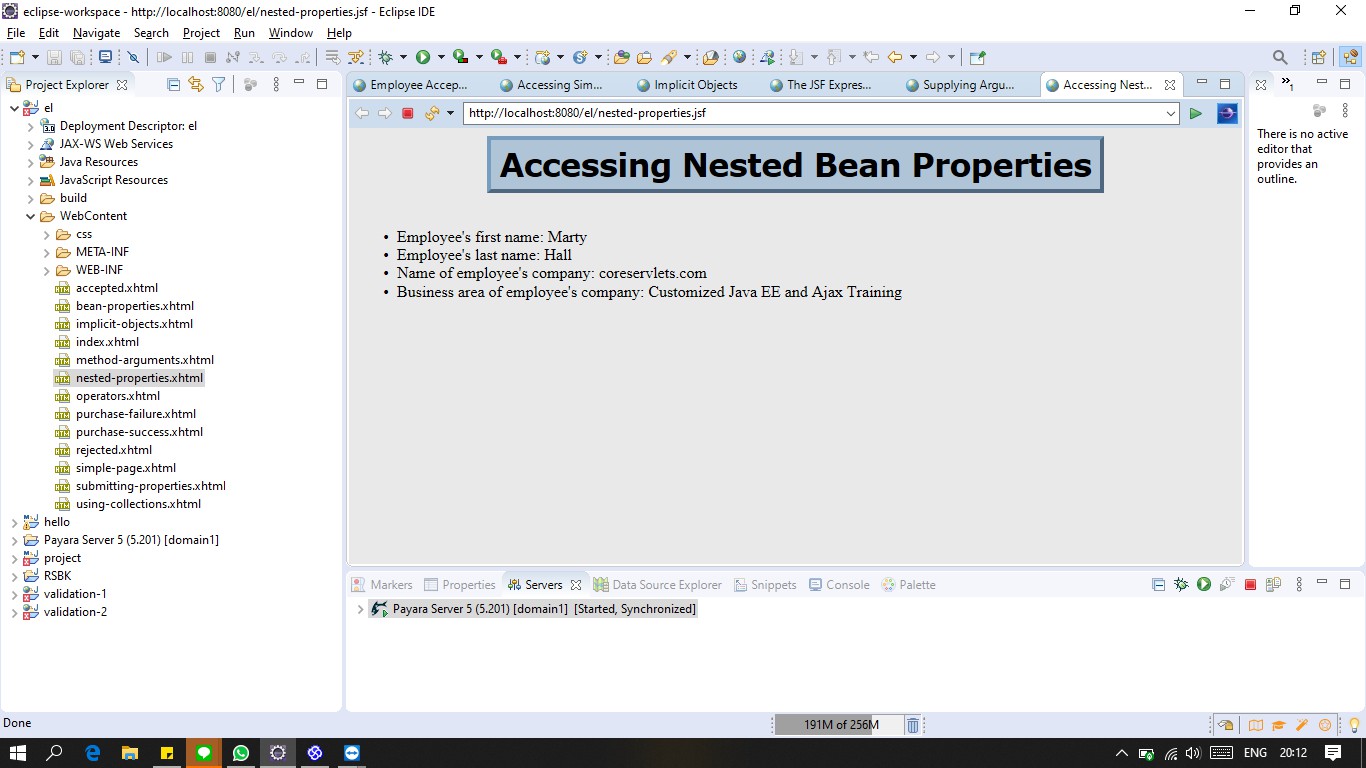 eclipse-workspace - http://localhost:8080/el/nested-properties.jsf - Eclipse IDE
File Edit Navigate Search Project Run Window Help
Project Explorer
el
Deployment Descriptor: el
JAX-WS Web Services
Java Resources
JavaScript Resources
build
WebContent
css
META-INF
WEB-INF
accepted.xhtml
bean-properties.xhtml
implicit-objects.xhtml
index.xhtml
method-arguments.xhtml
nested-properties.xhtml
operators.xhtml
purchase-failure.xhtml
purchase-success.xhtml
rejected.xhtml
simple-page.xhtml
submitting-properties.xhtml
using-collections.xhtml
hello
Payara Server 5 (5.201) [domain1]
project
RSBK
validation-1
validation-2
Employee Accep... Accessing Sim... Implicit Objects The JSF Expres... Supplying Argu... Accessing Nest...
http://localhost:8080/el/nested-properties.jsf
Accessing Nested Bean Properties
• Employee's first name: Marty
• Employee's last name: Hall
• Name of employee's company: coreservlets.com
• Business area of employee's company: Customized Java EE and Ajax Training
»1
There is no active
editor that
provides an
outline.
Markers Properties Servers Data Source Explorer Snippets Console Palette
Payara Server 5 (5.201) [domain1] [Started, Synchronized]
Done
191M of 256M
ENG 20:12